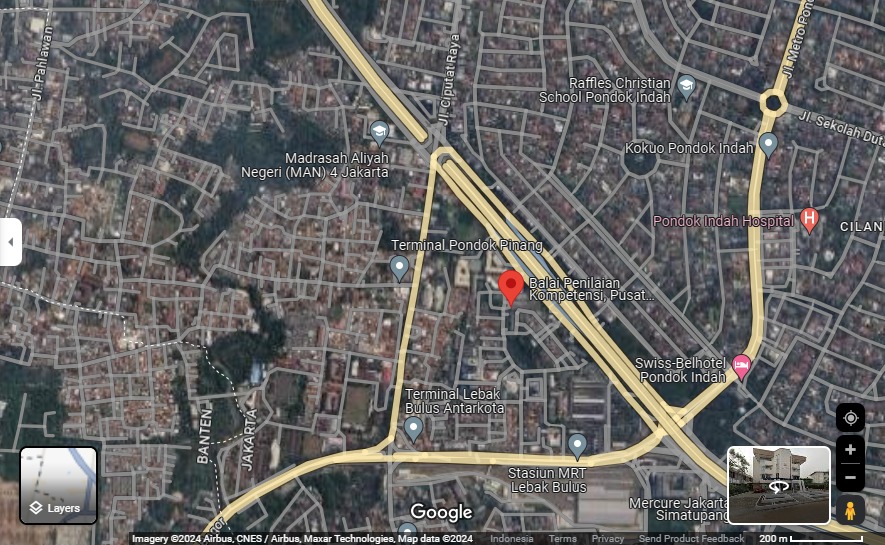 Jl. Pahlawan
Jl. Ciputat Raya
Jl. Metro Pond
Raffles Christian
School Pondok Indah
Jl. Sekolah Duta
Madrasah Aliyah
Negeri (MAN) 4 Jakarta
Kokuo Pondok Indah
Pondok Indah Hospital
H
CILAN
Terminal Pondok Pinang
Balai Penilaian
Kompetensi, Pusat...
Swiss-Belhotel
Pondok Indah
Terminal Lebak
Bulus Antarkota
BANTEN
JAKARTA
Stasiun MRT
Lebak Bulus
Mercure Jakarta
Simatupang
Layers
Google
Imagery ©2024 Airbus, CNES / Airbus, Maxar Technologies, Map data ©2024 Indonesia Terms Privacy Send Product Feedback 200 m